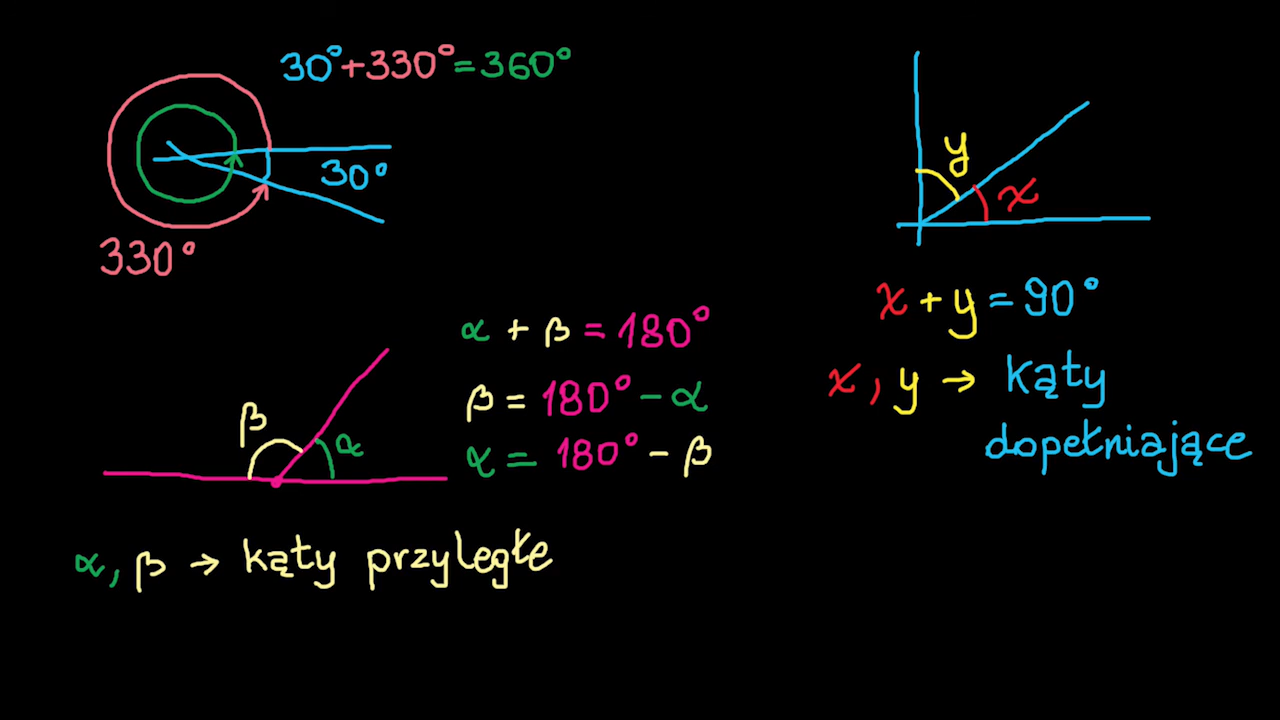 30°+330°=360°
30°
330°
α + β = 180°
β = 180° - α
α = 180° - β
β
α
α, β → kąty przyległe
y
x
x + y = 90°
x, y → kąty
dopełniające